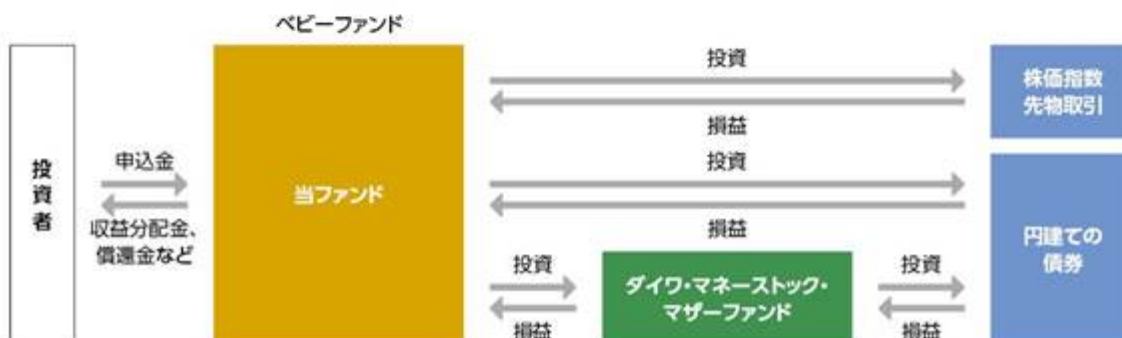 ベビーファンド
投資者
申込金
収益分配金、
償還金など
当ファンド
投資
損益
投資
損益
投資
損益
ダイワ・マネーストック・
マザーファンド
投資
損益
株価指数
先物取引
円建ての
債券